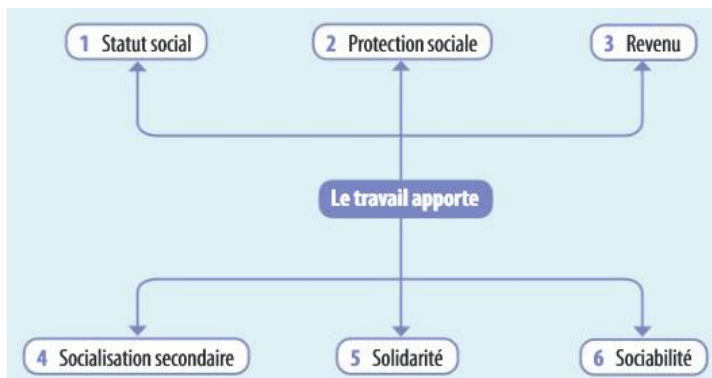 1 Statut social
2 Protection sociale
3 Revenu
Le travail apporte
4 Socialisation secondaire
5 Solidarité
6 Sociabilité